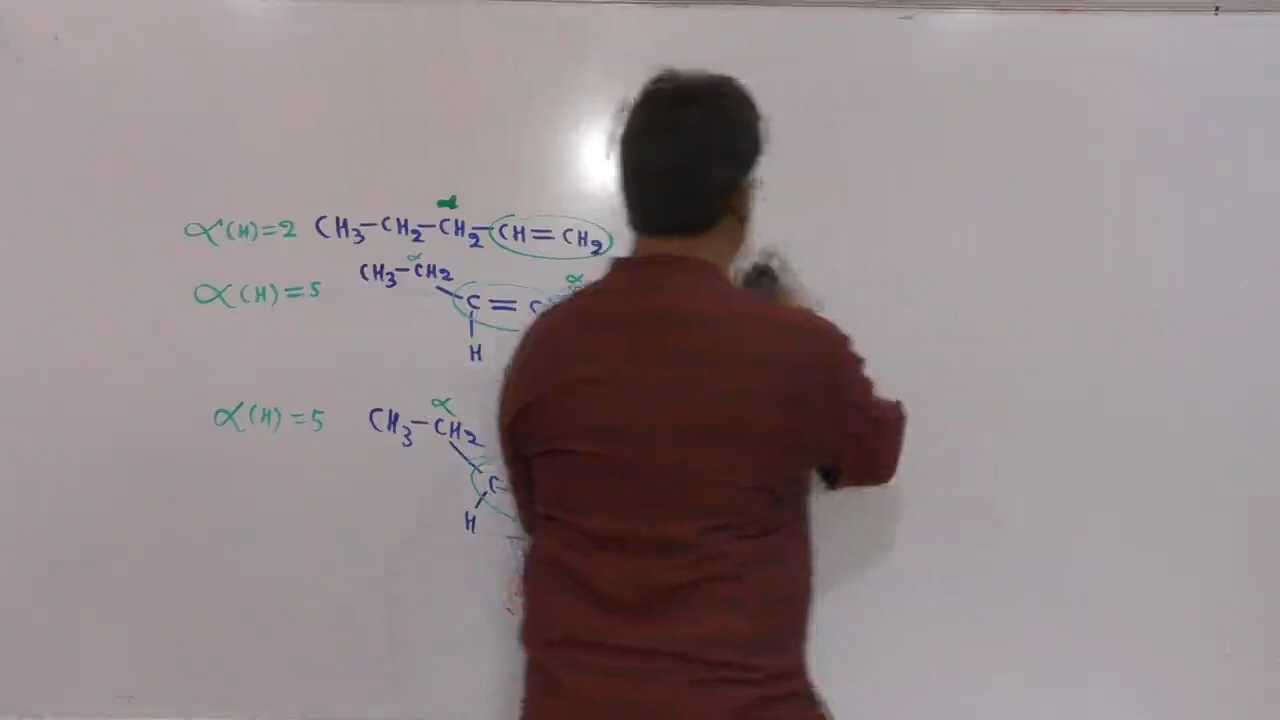 α
α(H)=2 CH₃-CH₂-CH₂-CH=CH₂
α α
CH₃-CH₂
α(H)=5 C=C
H
α
α(H)=5 CH₃-CH₂
C
H